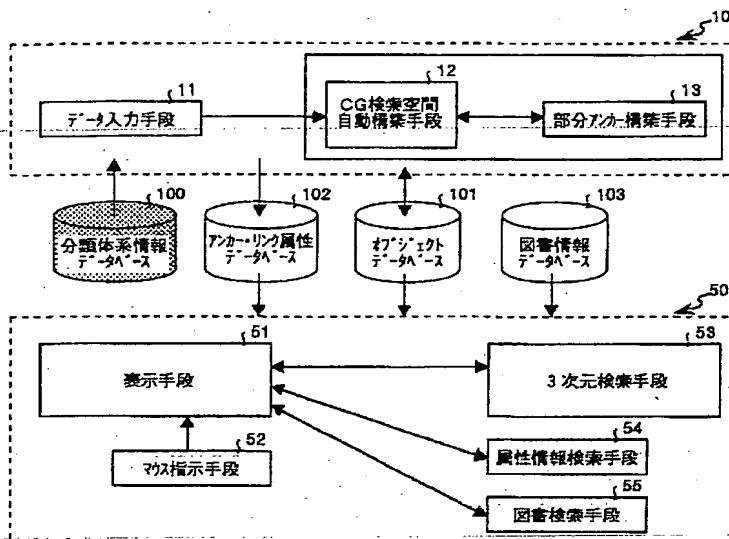 10
11
データ入力手段
12
CG検索空間
自動構築手段
13
部分アンカー構築手段
100
分類体系情報
データベース
102
アンカー・リンク属性
データベース
101
オブジェクト
データベース
103
図書情報
データベース
50
51
表示手段
52
マウス指示手段
53
3次元検索手段
54
属性情報検索手段
55
図書検索手段